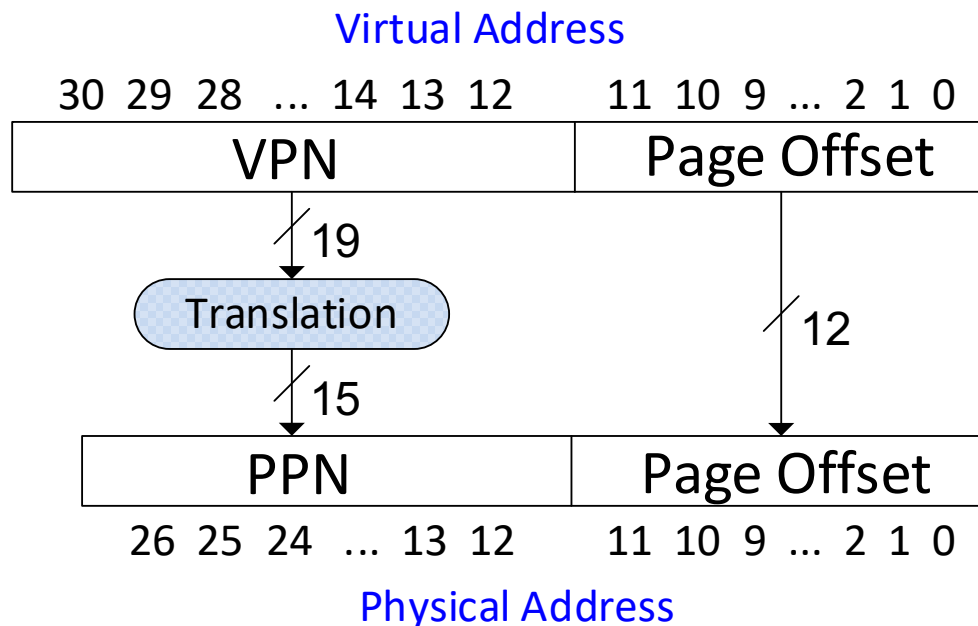 Virtual Address
30 29 28 ... 14 13 12 11 10 9 ... 2 1 0
VPN Page Offset
19
Translation
12
15
PPN Page Offset
26 25 24 ... 13 12 11 10 9 ... 2 1 0
Physical Address